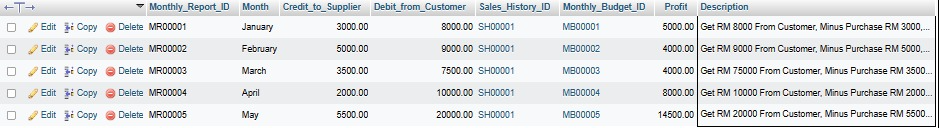 Monthly_Report_ID Month Credit_to_Supplier Debit_from_Customer Sales_History_ID Monthly_Budget_ID Profit Description
Edit Copy Delete MR00001 January 3000.00 8000.00 SH00001 MB00001 5000.00 Get RM 8000 From Customer, Minus Purchase RM 3000,...
Edit Copy Delete MR00002 February 5000.00 9000.00 SH00001 MB00002 4000.00 Get RM 9000 From Customer, Minus Purchase RM 5000,...
Edit Copy Delete MR00003 March 3500.00 7500.00 SH00001 MB00003 4000.00 Get RM 75000 From Customer, Minus Purchase RM 3500...
Edit Copy Delete MR00004 April 2000.00 10000.00 SH00001 MB00004 8000.00 Get RM 10000 From Customer, Minus Purchase RM 2000...
Edit Copy Delete MR00005 May 5500.00 20000.00 SH00001 MB00005 14500.00 Get RM 20000 From Customer, Minus Purchase RM 5500...